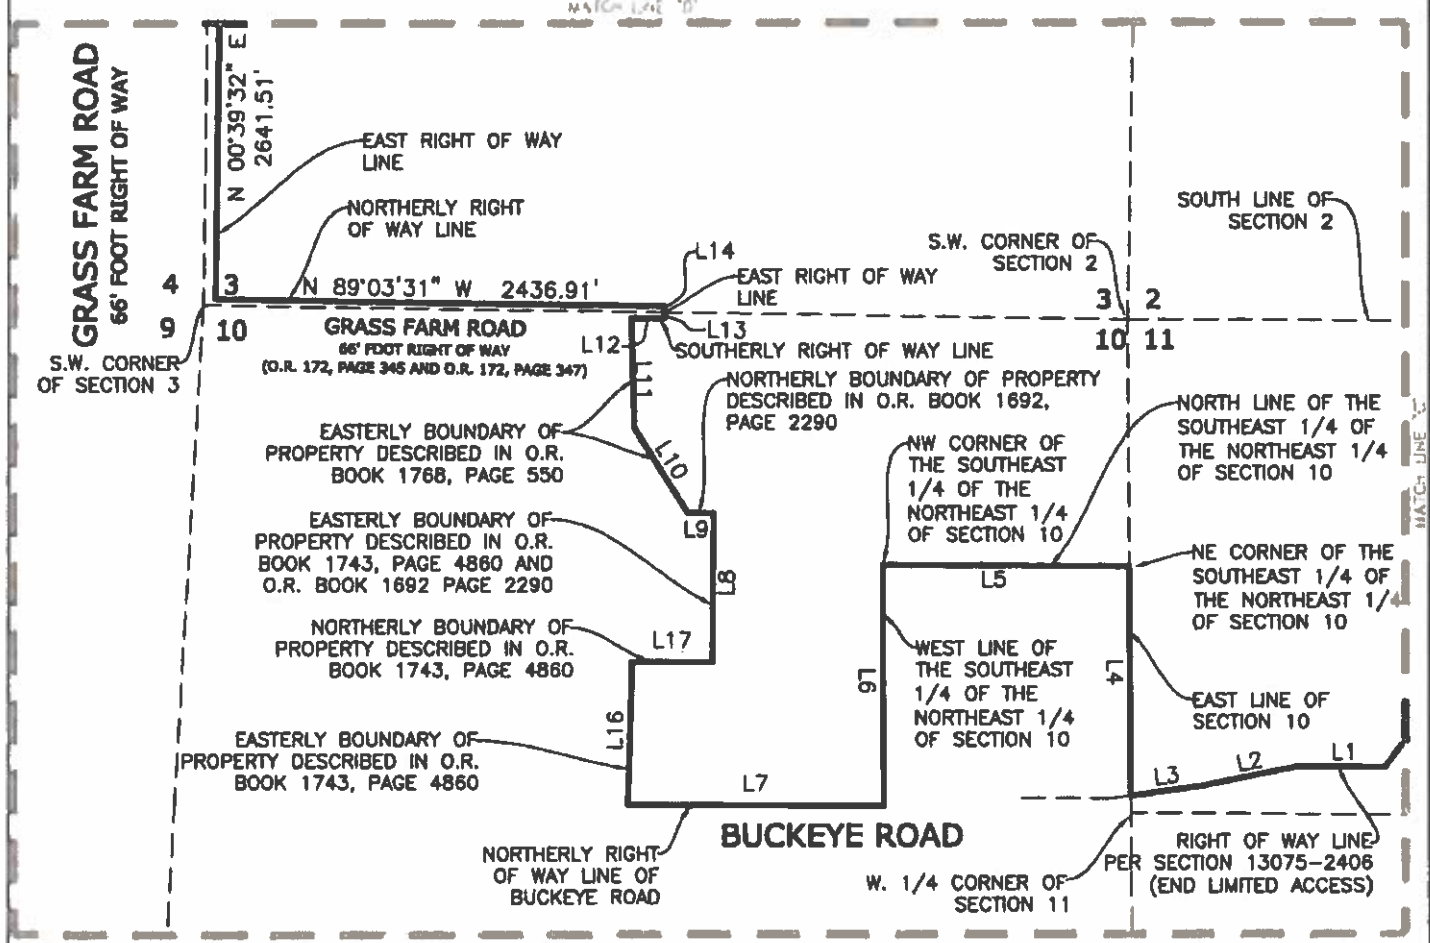 MATCH LINE "D"
GRASS FARM ROAD
66' FOOT RIGHT OF WAY
N 00°39'32" E
2641.51'
EAST RIGHT OF WAY
LINE
NORTHERLY RIGHT
OF WAY LINE
SOUTH LINE OF
SECTION 2
S.W. CORNER OF
SECTION 2
L14
EAST RIGHT OF WAY
LINE
4
3
N 89°03'31" W 2436.91'
3
2
9
10
GRASS FARM ROAD
66' FOOT RIGHT OF WAY
(O.R. 172, PAGE 345 AND O.R. 172, PAGE 347)
L12
L13
SOUTHERLY RIGHT OF WAY LINE
10
11
S.W. CORNER
OF SECTION 3
L11
NORTHERLY BOUNDARY OF PROPERTY
DESCRIBED IN O.R. BOOK 1692,
PAGE 2290
NORTH LINE OF THE
SOUTHEAST 1/4 OF
THE NORTHEAST 1/4
OF SECTION 10
EASTERLY BOUNDARY OF
PROPERTY DESCRIBED IN O.R.
BOOK 1768, PAGE 550
L10
NW CORNER OF
THE SOUTHEAST
1/4 OF THE
NORTHEAST 1/4
OF SECTION 10
MATCH LINE
EASTERLY BOUNDARY OF
PROPERTY DESCRIBED IN O.R.
BOOK 1743, PAGE 4860 AND
O.R. BOOK 1692 PAGE 2290
L9
L8
L5
NE CORNER OF THE
SOUTHEAST 1/4 OF
THE NORTHEAST 1/4
OF SECTION 10
NORTHERLY BOUNDARY OF
PROPERTY DESCRIBED IN O.R.
BOOK 1743, PAGE 4860
L17
L6
WEST LINE OF
THE SOUTHEAST
1/4 OF THE
NORTHEAST 1/4
OF SECTION 10
L4
EAST LINE OF
SECTION 10
EASTERLY BOUNDARY OF
PROPERTY DESCRIBED IN O.R.
BOOK 1743, PAGE 4860
L16
L7
L3
L2
L1
BUCKEYE ROAD
NORTHERLY RIGHT
OF WAY LINE OF
BUCKEYE ROAD
W. 1/4 CORNER OF
SECTION 11
RIGHT OF WAY LINE
PER SECTION 13075-2406
(END LIMITED ACCESS)